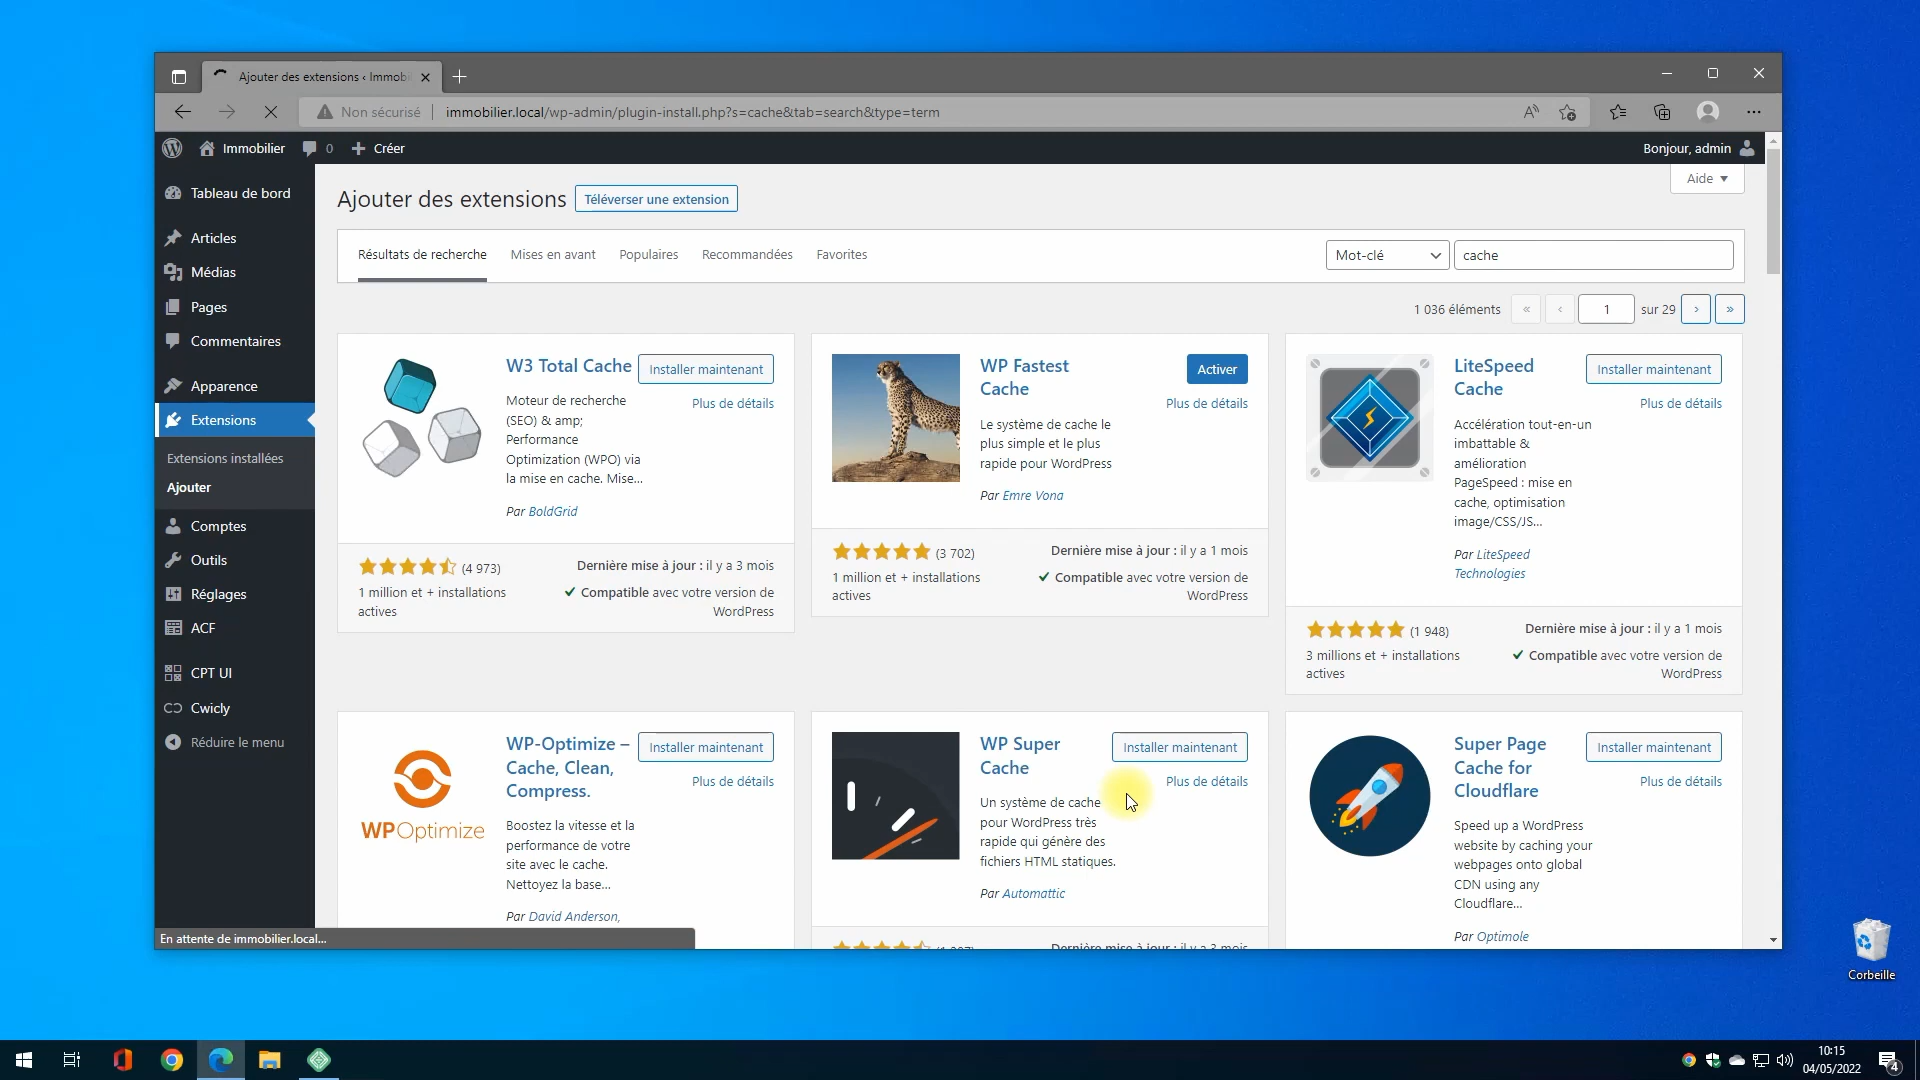 Ajouter des extensions ‹ Immobi
Non sécurisé
immobilier.local/wp-admin/plugin-install.php?s=cache&tab=search&type=term
Immobilier
0
Créer
Bonjour, admin
Tableau de bord
Articles
Médias
Pages
Commentaires
Apparence
Extensions
Extensions installées
Ajouter
Comptes
Outils
Réglages
ACF
CPT UI
Cwicly
Réduire le menu
Aide
Ajouter des extensions
Téléverser une extension
Résultats de recherche
Mises en avant
Populaires
Recommandées
Favorites
Mot-clé
cache
1 036 éléments
«
‹
1
sur 29
›
»
W3 Total Cache
Installer maintenant
Plus de détails
Moteur de recherche
(SEO) & amp;
Performance
Optimization (WPO) via
la mise en cache. Mise...
Par BoldGrid
(4 973)
1 million et + installations
actives
Dernière mise à jour : il y a 3 mois
✓ Compatible avec votre version de
WordPress
WP Fastest
Cache
Activer
Plus de détails
Le système de cache le
plus simple et le plus
rapide pour WordPress
Par Emre Vona
(3 702)
1 million et + installations
actives
Dernière mise à jour : il y a 1 mois
✓ Compatible avec votre version de
WordPress
LiteSpeed
Cache
Installer maintenant
Plus de détails
Accélération tout-en-un
imbattable &
amélioration
PageSpeed : mise en
cache, optimisation
image/CSS/JS...
Par LiteSpeed
Technologies
(1 948)
3 millions et + installations
actives
Dernière mise à jour : il y a 1 mois
✓ Compatible avec votre version de
WordPress
WP-Optimize –
Cache, Clean,
Compress.
Installer maintenant
Plus de détails
WPOptimize
Boostez la vitesse et la
performance de votre
site avec le cache.
Nettoyez la base...
Par David Anderson,
WP Super
Cache
Installer maintenant
Plus de détails
Un système de cache
pour WordPress très
rapide qui génère des
fichiers HTML statiques.
Par Automattic
Dernière mise à jour : il y a 3 mois
Super Page
Cache for
Cloudflare
Installer maintenant
Plus de détails
Speed up a WordPress
website by caching your
webpages onto global
CDN using any
Cloudflare...
Par Optimole
En attente de immobilier.local...
Corbeille
10:15
04/05/2022
4